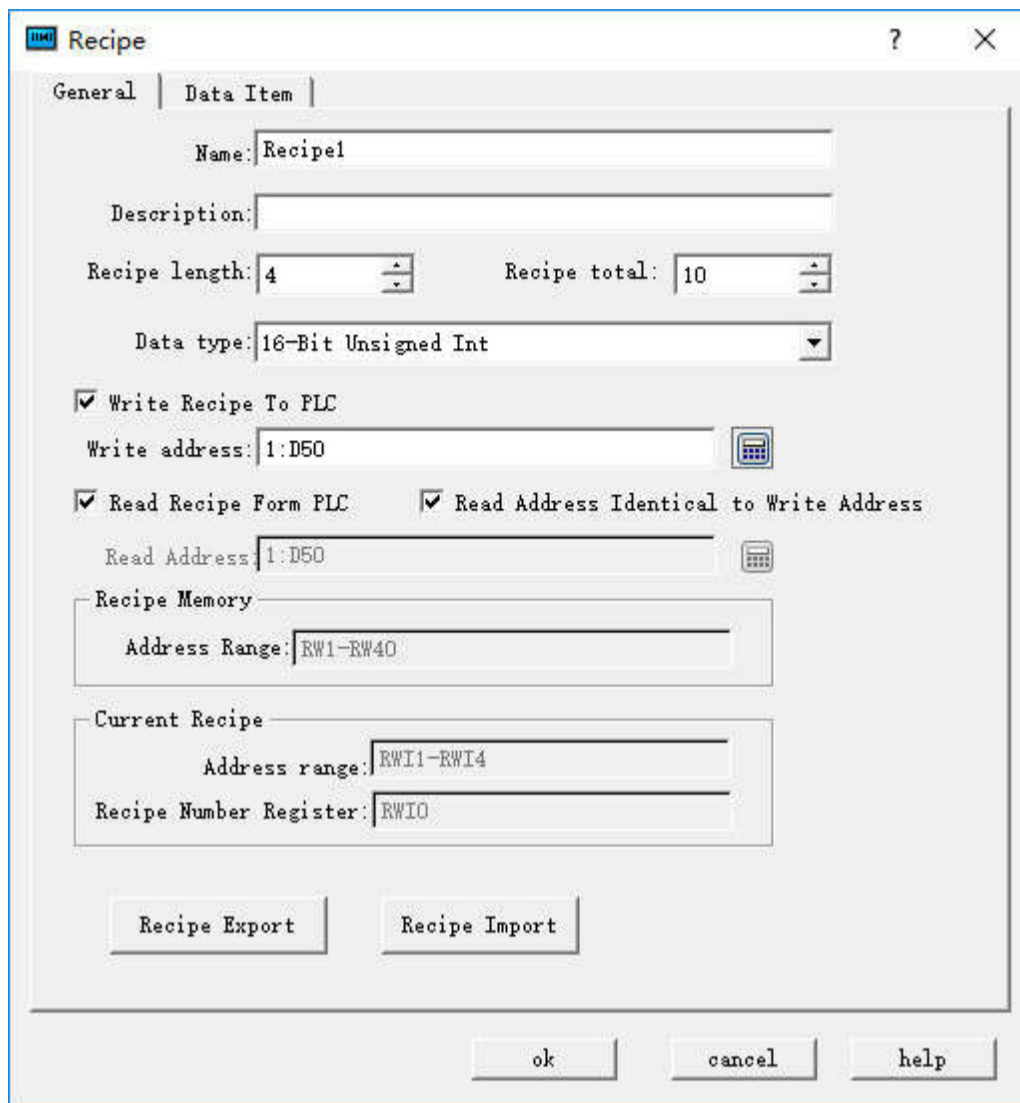 HMI Recipe ?
General Data Item
Name: Recipe1
Description:
Recipe length: 4 Recipe total: 10
Data type: 16-Bit Unsigned Int
Write Recipe To PLC
Write address: 1:D50
Read Recipe Form PLC Read Address Identical to Write Address
Read Address: 1:D50
Recipe Memory
Address Range: RW1-RW40
Current Recipe
Address range: RWI1-RWI4
Recipe Number Register: RWI0
Recipe Export Recipe Import
ok cancel help